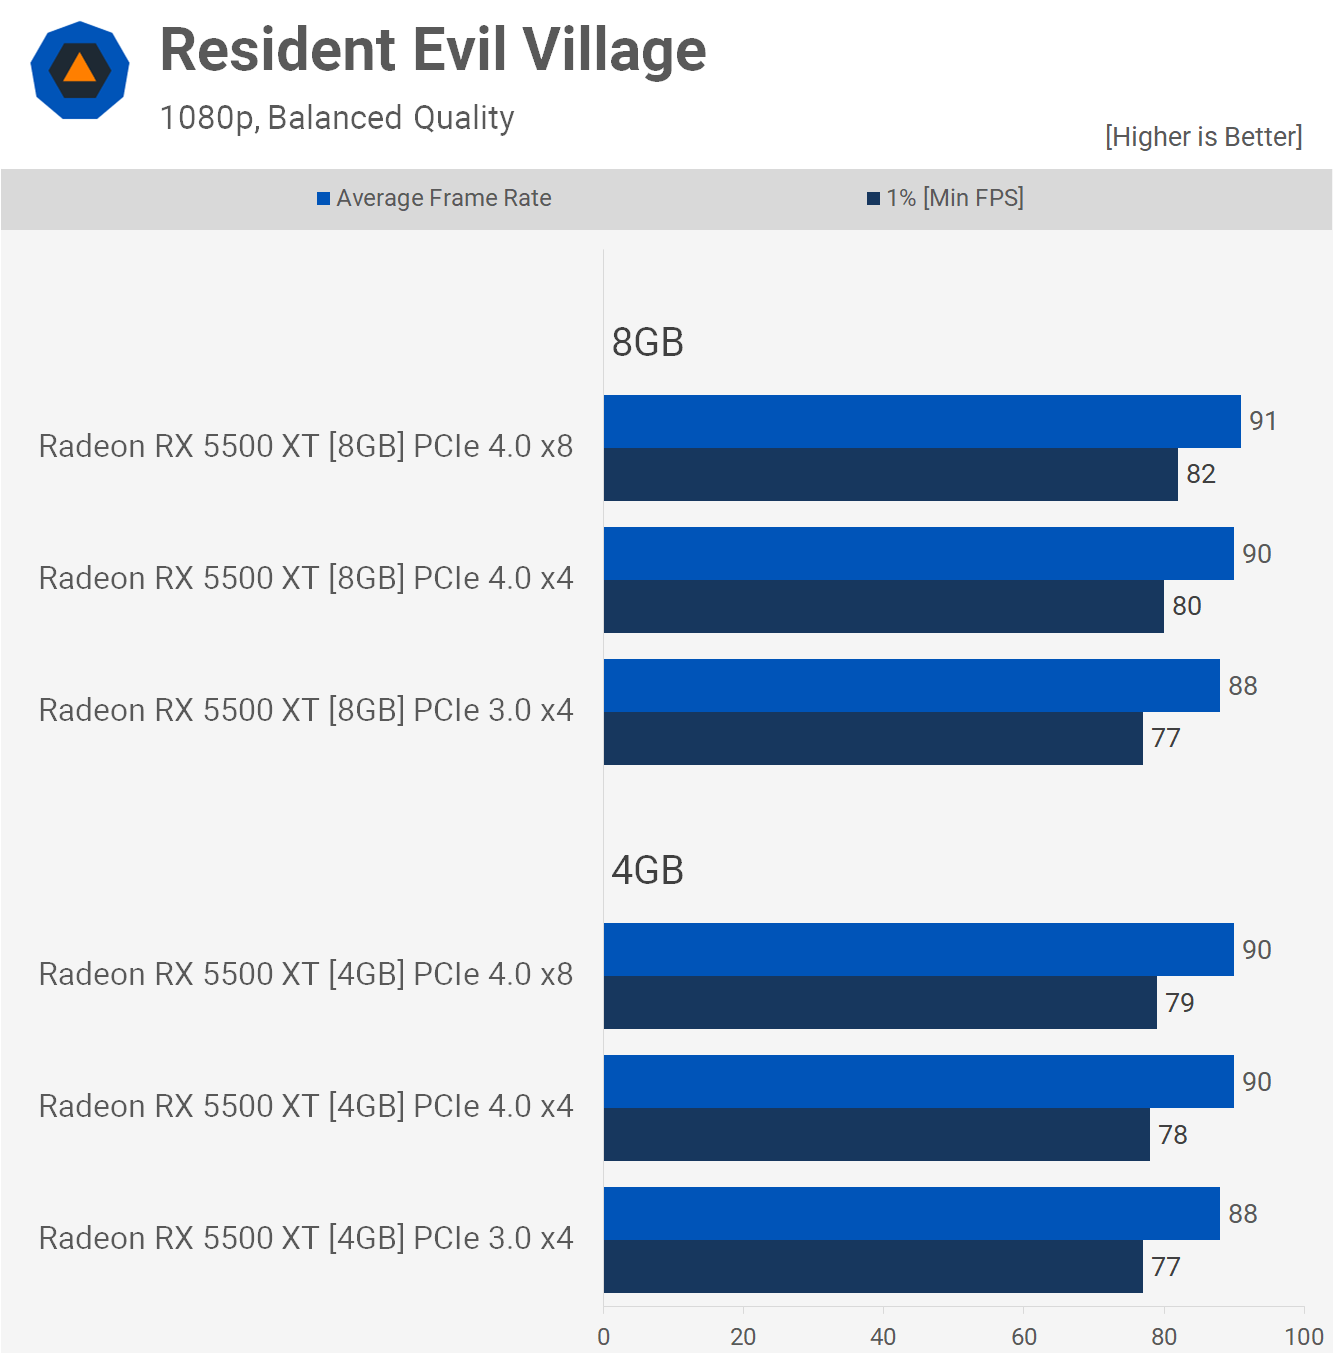 Resident Evil Village
1080p, Balanced Quality
[Higher is Better]
Average Frame Rate
1% [Min FPS]
8GB
Radeon RX 5500 XT [8GB] PCIe 4.0 x8
91
82
Radeon RX 5500 XT [8GB] PCIe 4.0 x4
90
80
Radeon RX 5500 XT [8GB] PCIe 3.0 x4
88
77
4GB
Radeon RX 5500 XT [4GB] PCIe 4.0 x8
90
79
Radeon RX 5500 XT [4GB] PCIe 4.0 x4
90
78
Radeon RX 5500 XT [4GB] PCIe 3.0 x4
88
77
0 20 40 60 80 100